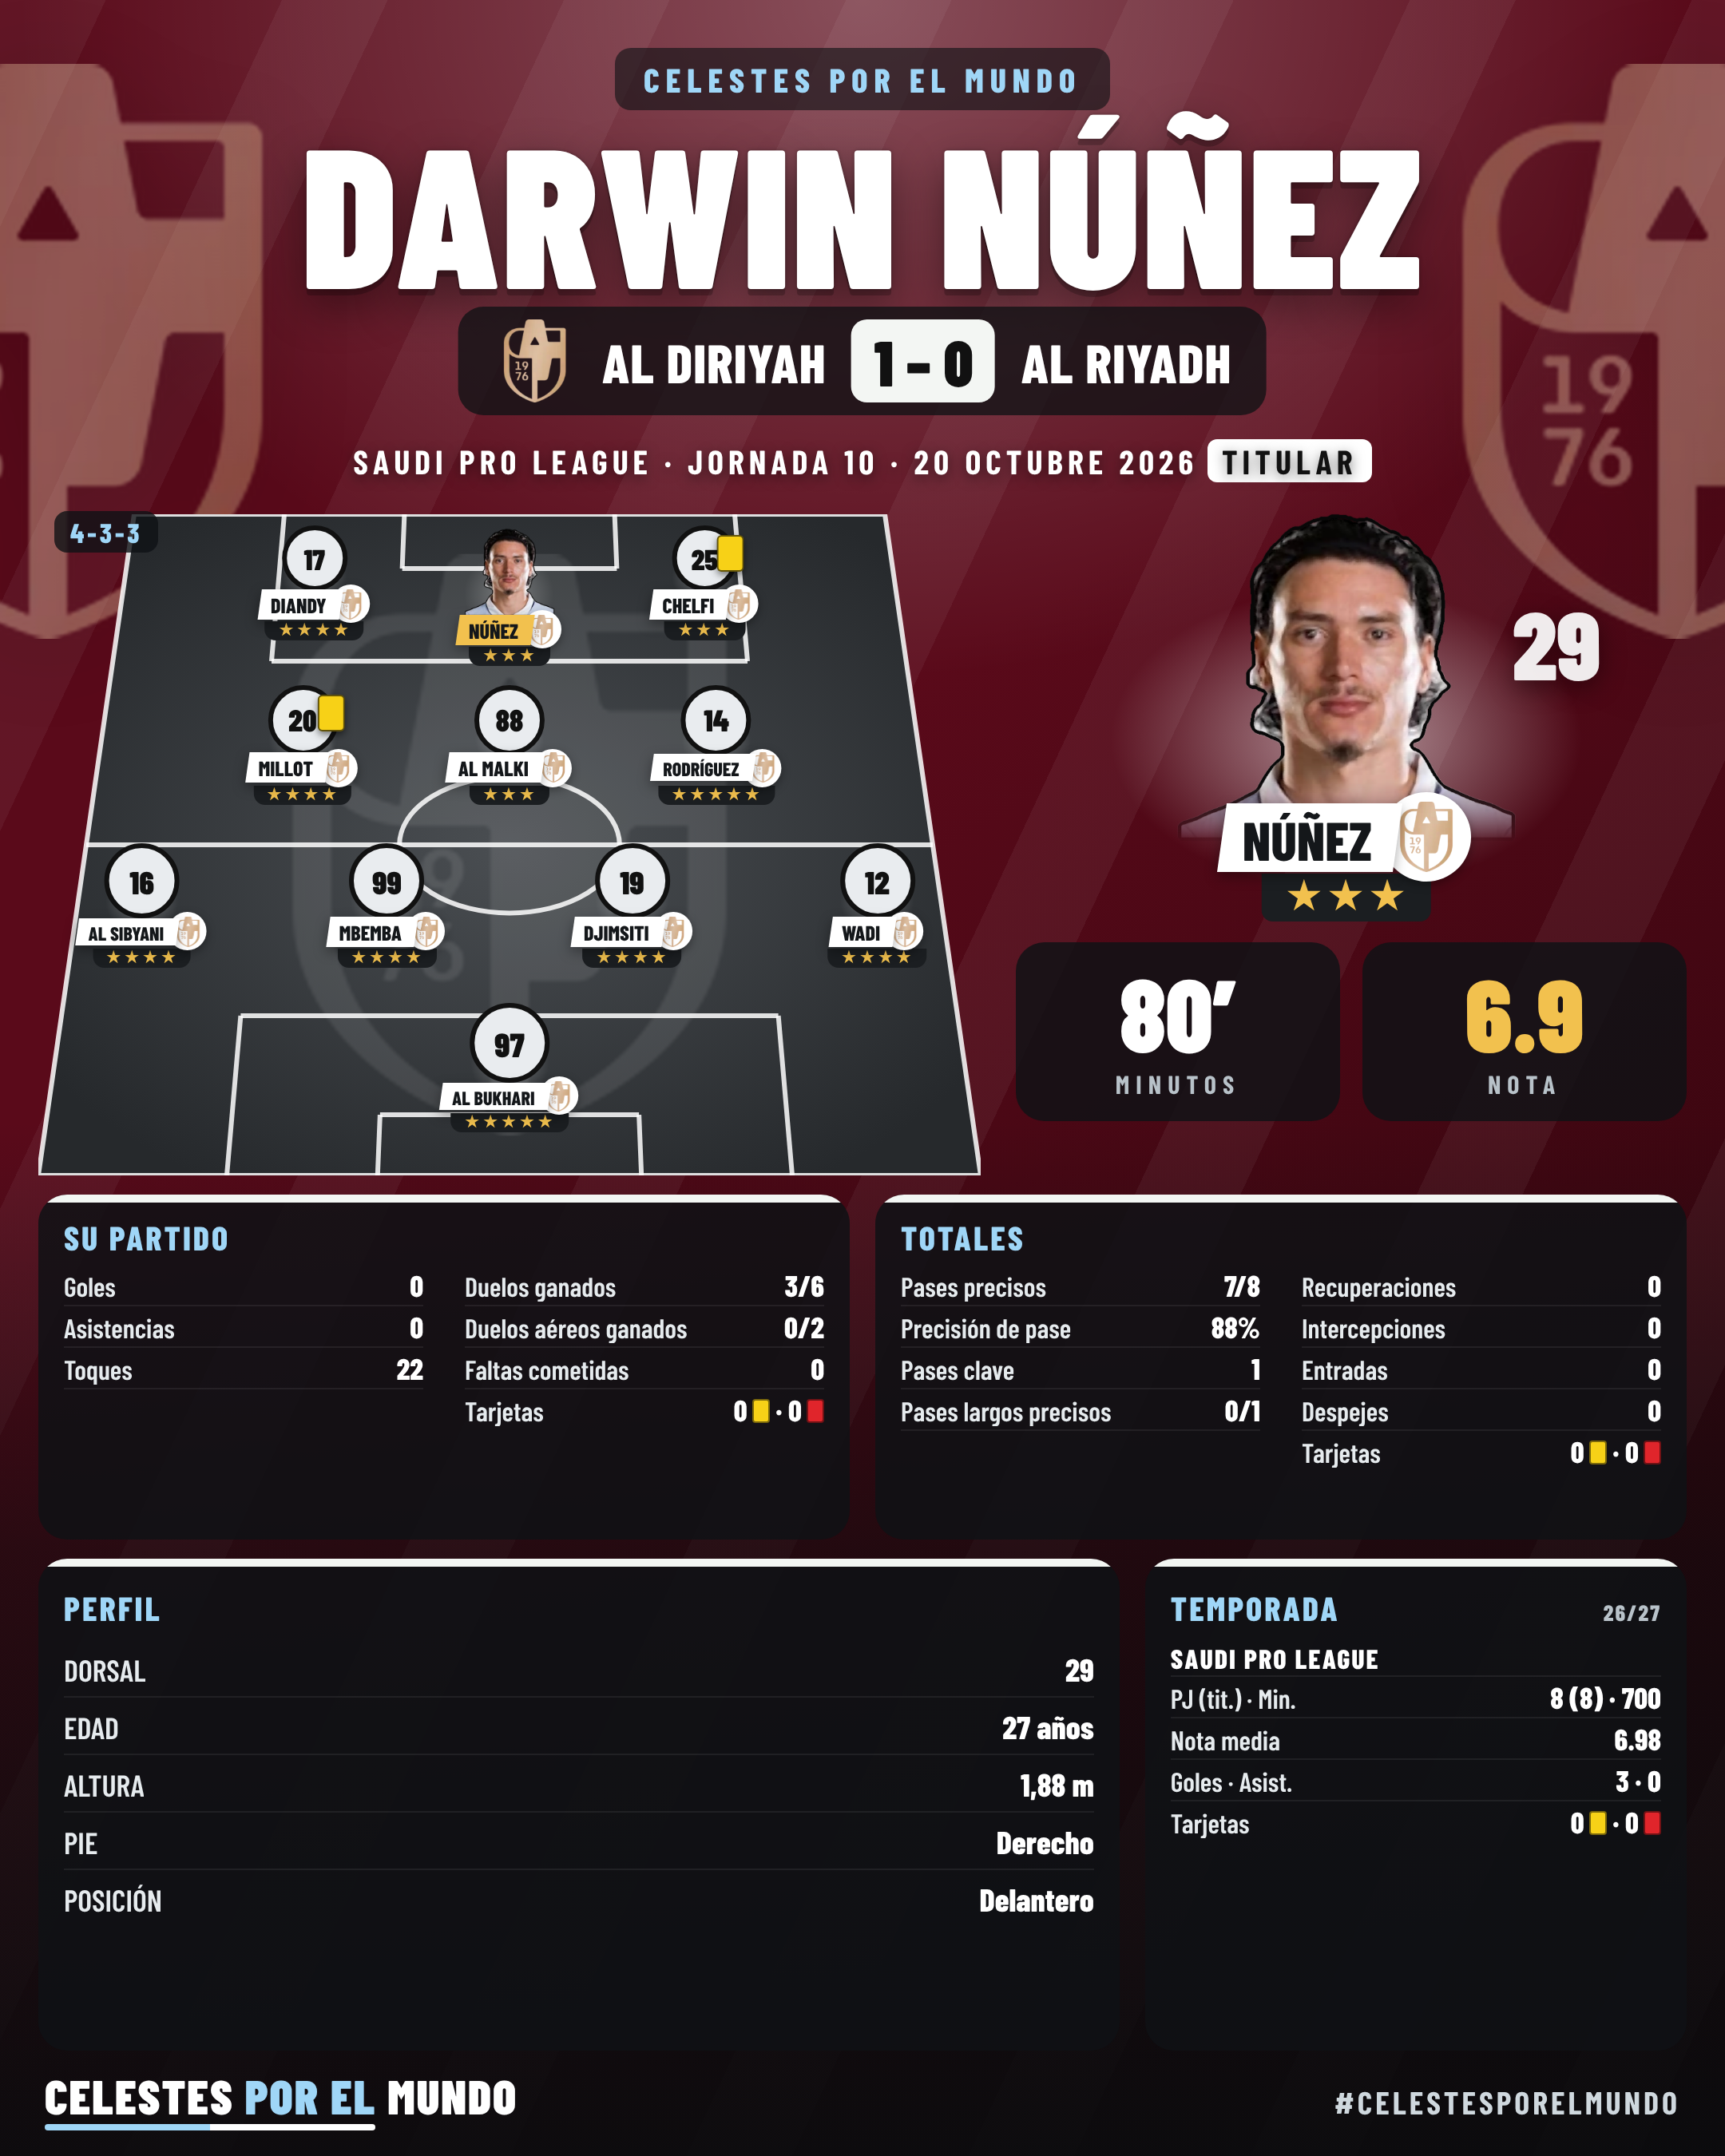 CELESTES POR EL MUNDO
DARWIN NÚÑEZ
19
76
AL DIRIYAH 1 - 0 AL RIYADH
SAUDI PRO LEAGUE · JORNADA 10 · 20 OCTUBRE 2026 TITULAR
19
76
4-3-3
17
DIANDY
NÚÑEZ
25
CHELFI
20
MILLOT
88
AL MALKI
14
RODRÍGUEZ
16
AL SIBYANI
99
MBEMBA
19
DJIMSITI
12
WADI
97
AL BUKHARI
29
NÚÑEZ
19
76
80′
MINUTOS
6.9
NOTA
SU PARTIDO
Goles 0
Asistencias 0
Toques 22
Duelos ganados 3/6
Duelos aéreos ganados 0/2
Faltas cometidas 0
Tarjetas 0 · 0
TOTALES
Pases precisos 7/8
Precisión de pase 88%
Pases clave 1
Pases largos precisos 0/1
Recuperaciones 0
Intercepciones 0
Entradas 0
Despejes 0
Tarjetas 0 · 0
PERFIL
DORSAL 29
EDAD 27 años
ALTURA 1,88 m
PIE Derecho
POSICIÓN Delantero
TEMPORADA 26/27
SAUDI PRO LEAGUE
PJ (tit.) · Min. 8 (8) · 700
Nota media 6.98
Goles · Asist. 3 · 0
Tarjetas 0 · 0
CELESTES POR EL MUNDO
#CELESTESPORELMUNDO